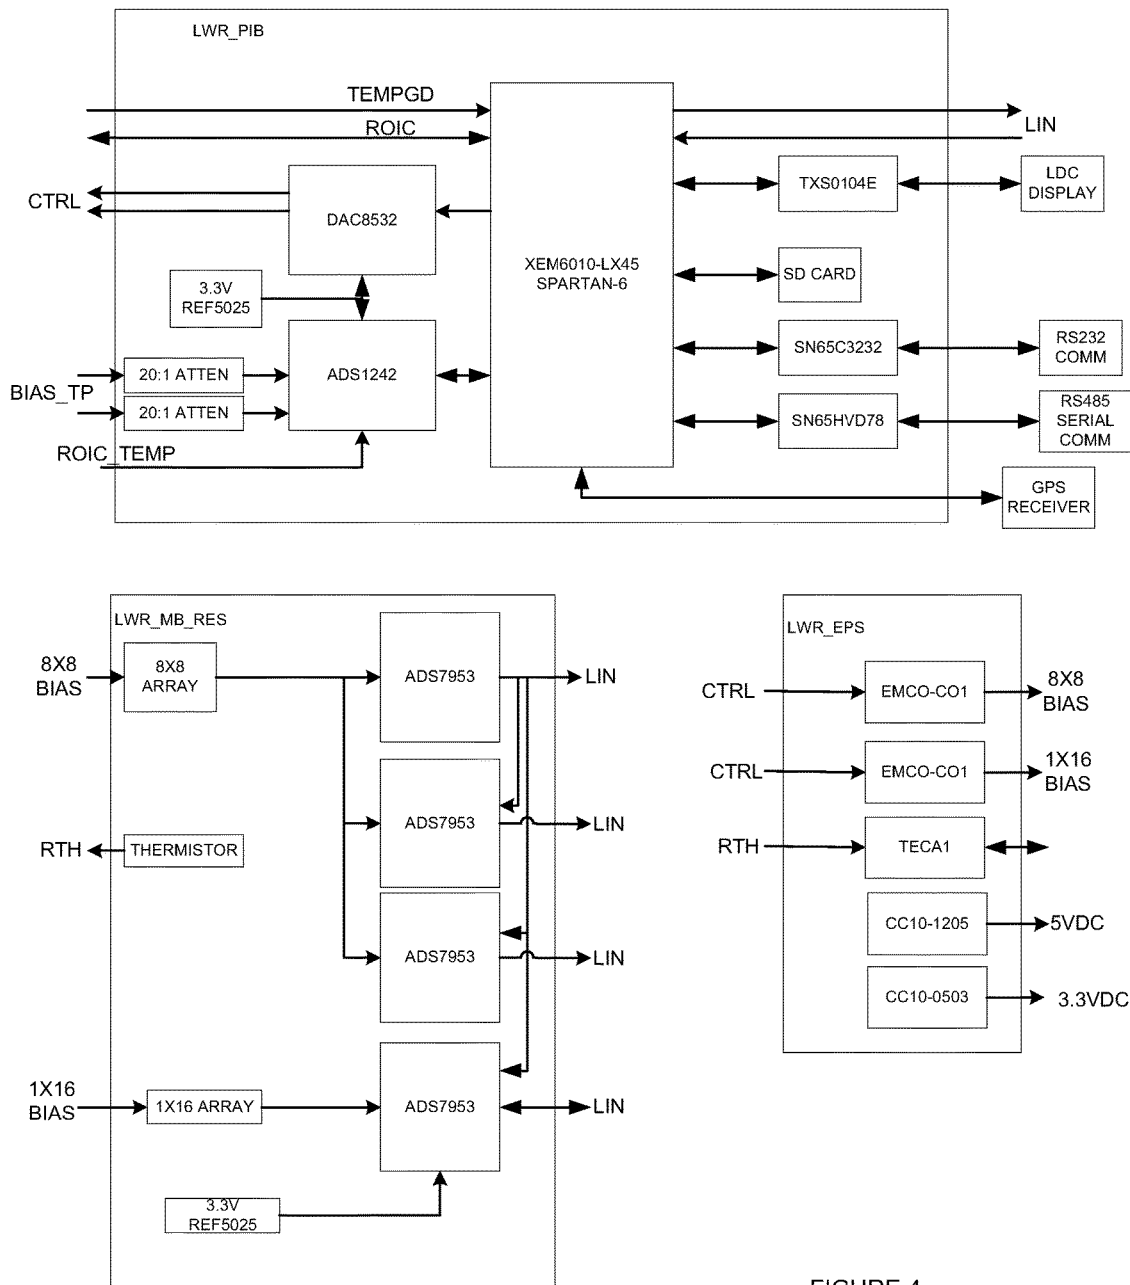 LWR_PIB
TEMPGD
ROIC
LIN
CTRL
DAC8532
TXS0104E
LDC
DISPLAY
XEM6010-LX45
SPARTAN-6
SD CARD
3.3V
REF5025
BIAS_TP
20:1 ATTEN
20:1 ATTEN
ADS1242
SN65C3232
RS232
COMM
SN65HVD78
RS485
SERIAL
COMM
ROIC_TEMP
GPS
RECEIVER
LWR_MB_RES
8X8
BIAS
8X8
ARRAY
ADS7953
LIN
ADS7953
LIN
RTH
THERMISTOR
ADS7953
LIN
1X16
BIAS
1X16 ARRAY
ADS7953
LIN
3.3V
REF5025
LWR_EPS
CTRL
EMCO-CO1
8X8
BIAS
CTRL
EMCO-CO1
1X16
BIAS
RTH
TECA1
CC10-1205
5VDC
CC10-0503
3.3VDC